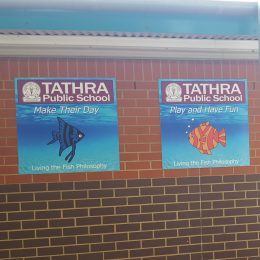 TATHRA
Public School
Make Their Day
Living the Fish Philosophy
TATHRA
Public School
Play and Have Fun
Living the Fish Philosophy